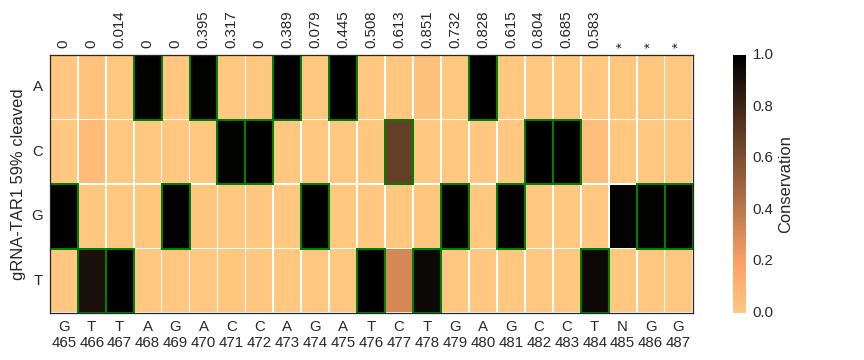 0 0 0.014 0 0 0.395 0.317 0 0.389 0.079 0.445 0.508 0.613 0.851 0.732 0.828 0.615 0.804 0.685 0.583 * * *
gRNA-TAR1 59% cleaved
A
C
G
T
G T T A G A C C A G A T C T G A G C C T N G G
465 466 467 468 469 470 471 472 473 474 475 476 477 478 479 480 481 482 483 484 485 486 487
1.0
0.8
0.6
0.4
0.2
0.0
Conservation